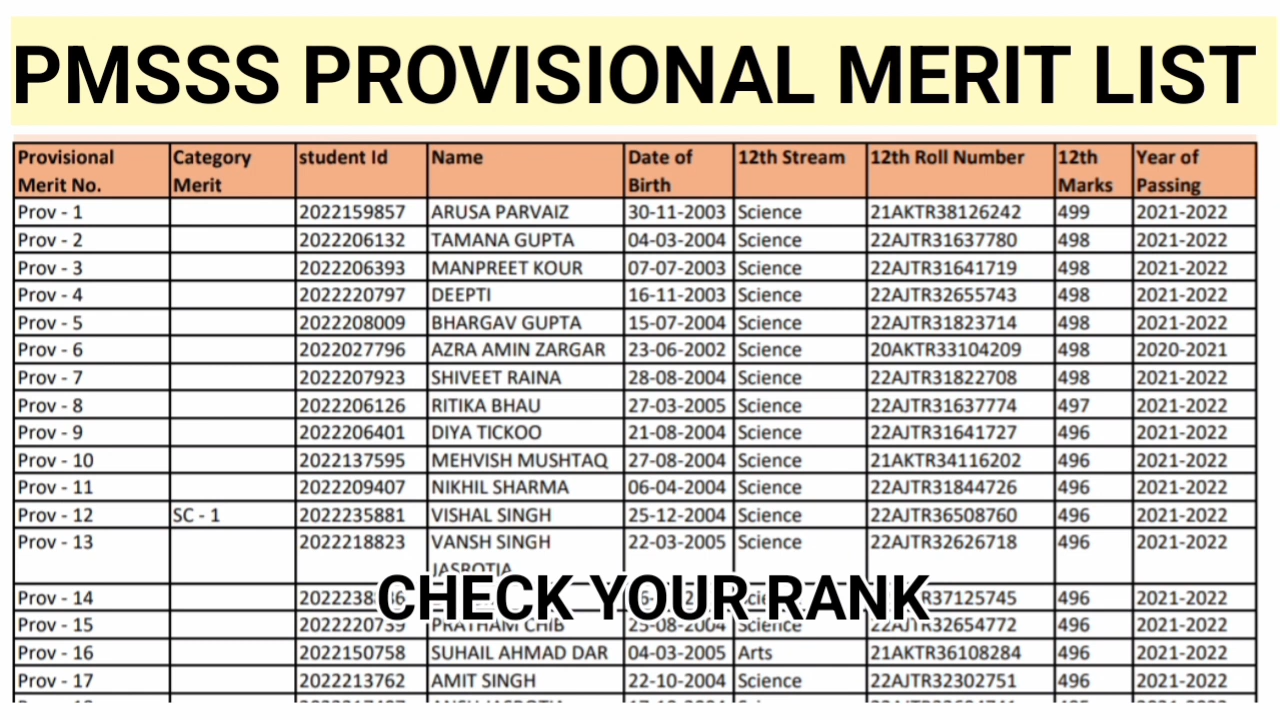 PMSSS PROVISIONAL MERIT LIST
Provisional Merit No. Category Merit student Id Name Date of Birth 12th Stream 12th Roll Number 12th Marks Year of Passing
Prov - 1 2022159857 ARUSA PARVAIZ 30-11-2003 Science 21AKTR38126242 499 2021-2022
Prov - 2 2022206132 TAMANA GUPTA 04-03-2004 Science 22AJTR31637780 498 2021-2022
Prov - 3 2022206393 MANPREET KOUR 07-07-2003 Science 22AJTR31641719 498 2021-2022
Prov - 4 2022220797 DEEPTI 16-11-2003 Science 22AJTR32655743 498 2021-2022
Prov - 5 2022208009 BHARGAV GUPTA 15-07-2004 Science 22AJTR31823714 498 2021-2022
Prov - 6 2022027796 AZRA AMIN ZARGAR 23-06-2002 Science 20AKTR33104209 498 2020-2021
Prov - 7 2022207923 SHIVEET RAINA 28-08-2004 Science 22AJTR31822708 498 2021-2022
Prov - 8 2022206126 RITIKA BHAU 27-03-2005 Science 22AJTR31637774 497 2021-2022
Prov - 9 2022206401 DIYA TICKOO 21-08-2004 Science 22AJTR31641727 496 2021-2022
Prov - 10 2022137595 MEHVISH MUSHTAQ 27-08-2004 Science 21AKTR34116202 496 2021-2022
Prov - 11 2022209407 NIKHIL SHARMA 06-04-2004 Science 22AJTR31844726 496 2021-2022
Prov - 12 SC - 1 2022235881 VISHAL SINGH 25-12-2004 Science 22AJTR36508760 496 2021-2022
Prov - 13 2022218823 VANSH SINGH JASROTIA 22-03-2005 Science 22AJTR32626718 496 2021-2022
CHECK YOUR RANK
Prov - 14 496 2021-2022
Prov - 15 PRATHAM CHIB 25-08-2004 Science 22AJTR32654772 496 2021-2022
Prov - 16 2022150758 SUHAIL AHMAD DAR 04-03-2005 Arts 21AKTR36108284 496 2021-2022
Prov - 17 2022213762 AMIT SINGH 22-10-2004 Science 22AJTR32302751 496 2021-2022